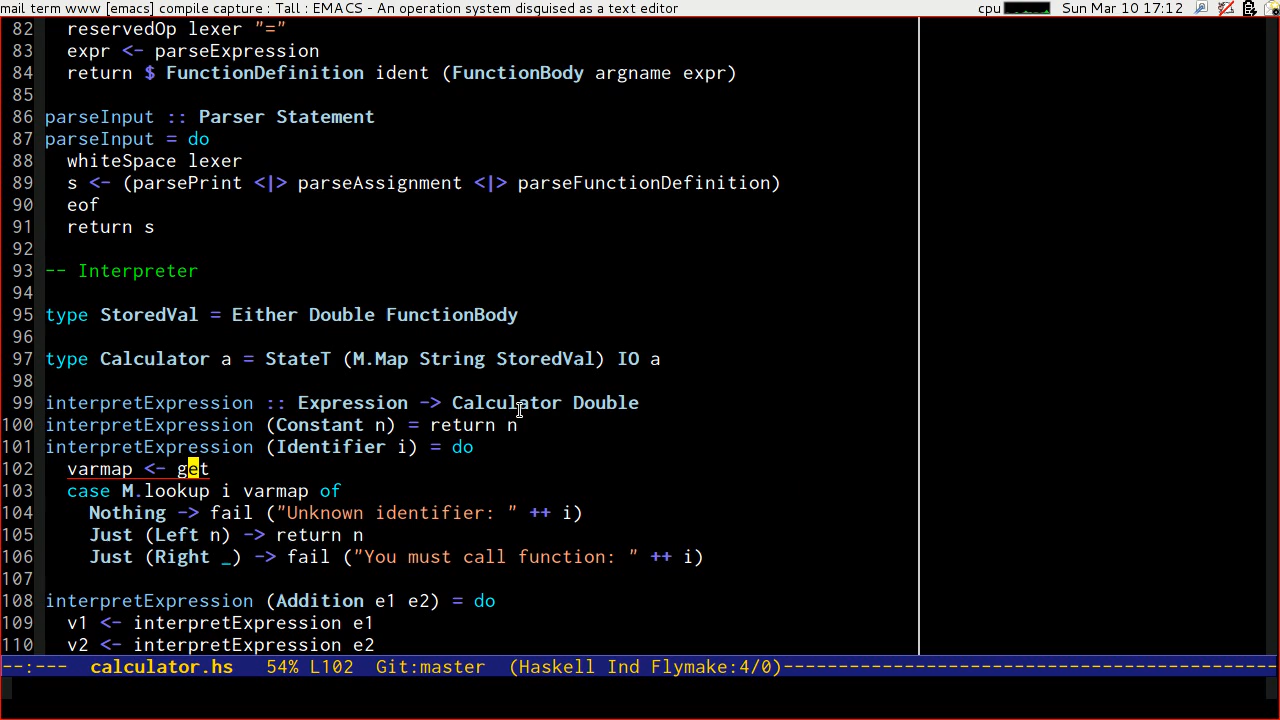 mail term www [emacs] compile capture : Tall : EMACS - An operation system disguised as a text editor cpu Sun Mar 10 17:12
82   reservedOp lexer "="
83   expr <- parseExpression
84   return $ FunctionDefinition ident (FunctionBody argname expr)
85
86 parseInput :: Parser Statement
87 parseInput = do
88   whiteSpace lexer
89   s <- (parsePrint <|> parseAssignment <|> parseFunctionDefinition)
90   eof
91   return s
92
93 -- Interpreter
94
95 type StoredVal = Either Double FunctionBody
96
97 type Calculator a = StateT (M.Map String StoredVal) IO a
98
99 interpretExpression :: Expression -> Calculator Double
100 interpretExpression (Constant n) = return n
101 interpretExpression (Identifier i) = do
102   varmap <- get
103   case M.lookup i varmap of
104     Nothing -> fail ("Unknown identifier: " ++ i)
105     Just (Left n) -> return n
106     Just (Right _) -> fail ("You must call function: " ++ i)
107
108 interpretExpression (Addition e1 e2) = do
109   v1 <- interpretExpression e1
110   v2 <- interpretExpression e2
--:---  calculator.hs   54% L102  Git:master  (Haskell Ind Flymake:4/0)---------------------------------------------